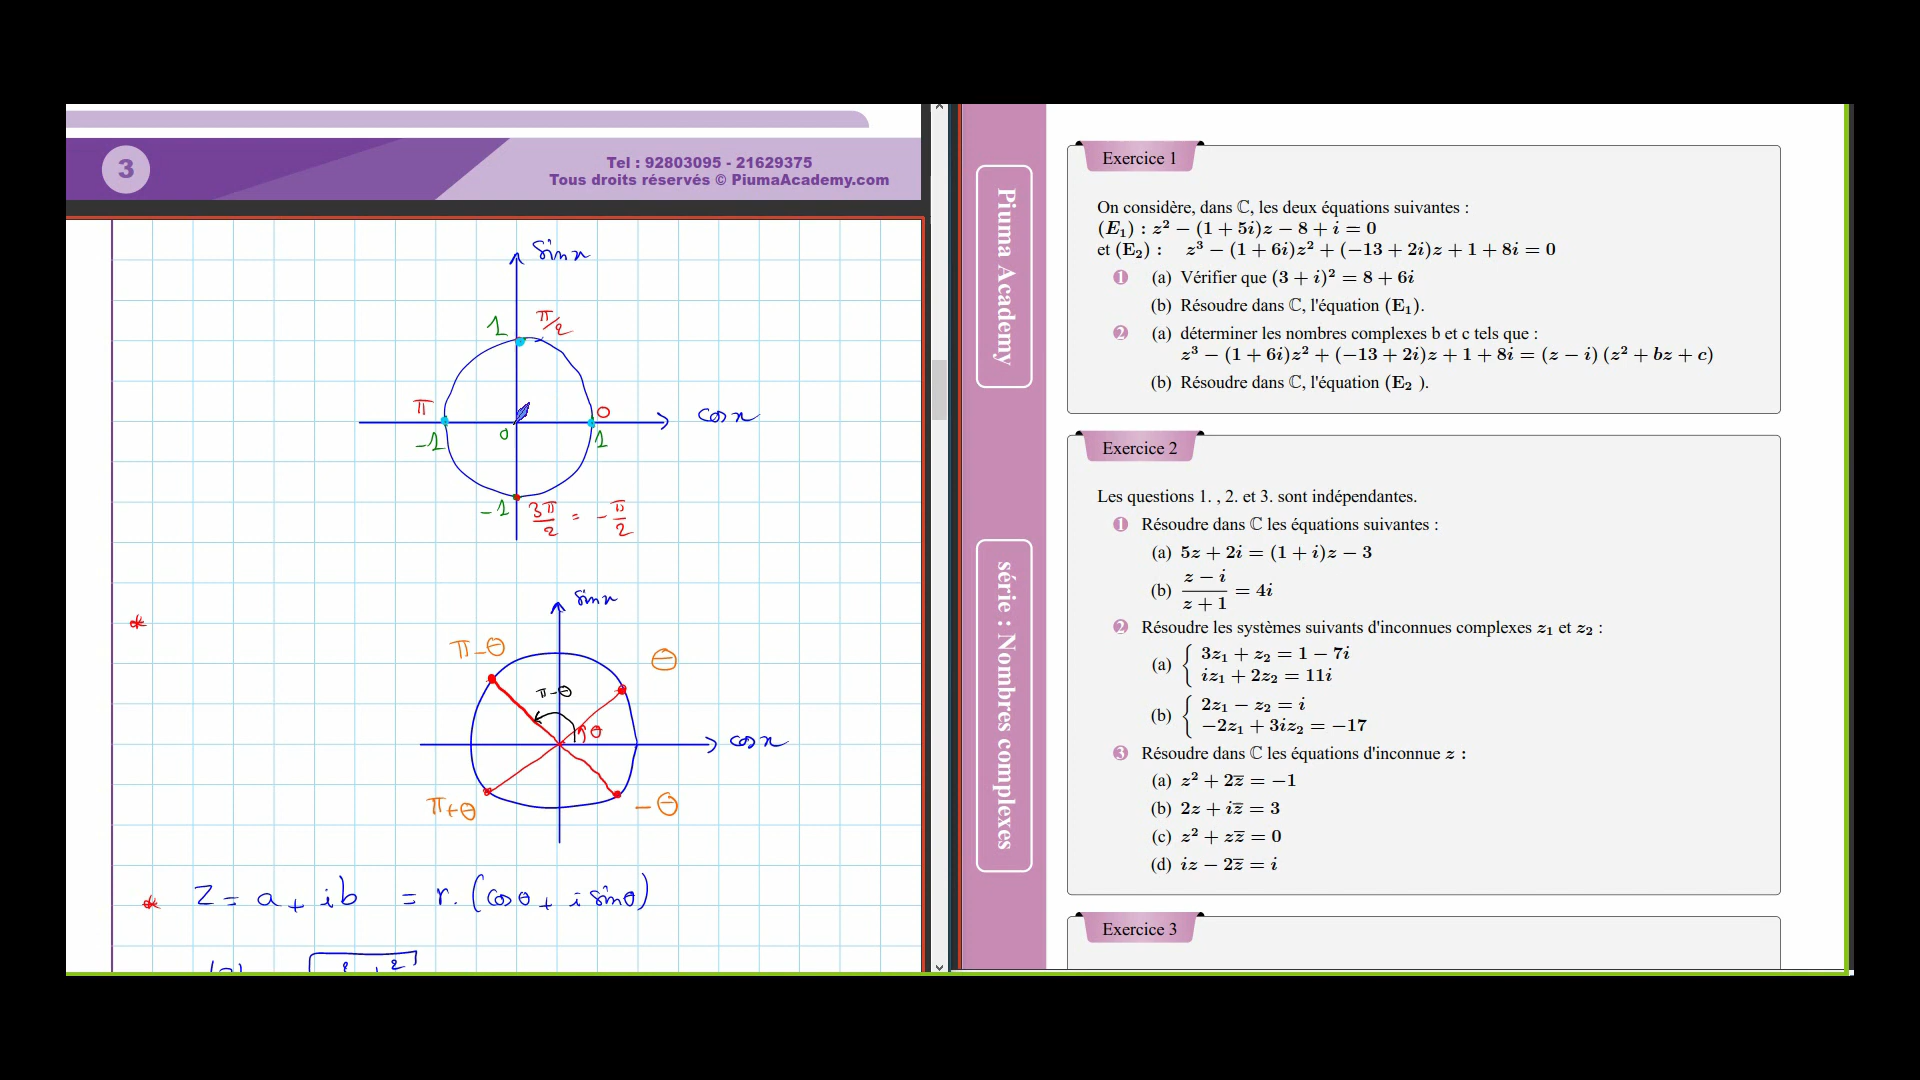 3
Tel : 92803095 - 21629375
Tous droits réservés © PiumaAcademy.com
sin x
1
π/2
π
-1
0
0
1
cos x
-1
3π/2 = -π/2
*
sin x
π-θ
θ
π-θ
θ
cos x
π+θ
-θ
* Z = a + ib = r. (cosθ + i sinθ)
Piuma Academy
série : Nombres complexes
Exercice 1
On considère, dans ℂ, les deux équations suivantes :
(E₁) : z² − (1 + 5i)z − 8 + i = 0
et (E₂) : z³ − (1 + 6i)z² + (−13 + 2i)z + 1 + 8i = 0
1 (a) Vérifier que (3 + i)² = 8 + 6i
(b) Résoudre dans ℂ, l'équation (E₁).
2 (a) déterminer les nombres complexes b et c tels que :
z³ − (1 + 6i)z² + (−13 + 2i)z + 1 + 8i = (z − i) (z² + bz + c)
(b) Résoudre dans ℂ, l'équation (E₂ ).
Exercice 2
Les questions 1. , 2. et 3. sont indépendantes.
1 Résoudre dans ℂ les équations suivantes :
(a) 5z + 2i = (1 + i)z − 3
(b) (z − i)/(z + 1) = 4i
2 Résoudre les systèmes suivants d'inconnues complexes z₁ et z₂ :
(a) { 3z₁ + z₂ = 1 − 7i
iz₁ + 2z₂ = 11i
(b) { 2z₁ − z₂ = i
−2z₁ + 3iz₂ = −17
3 Résoudre dans ℂ les équations d'inconnue z :
(a) z² + 2z̅ = −1
(b) 2z + iz̅ = 3
(c) z² + zz̅ = 0
(d) iz − 2z̅ = i
Exercice 3